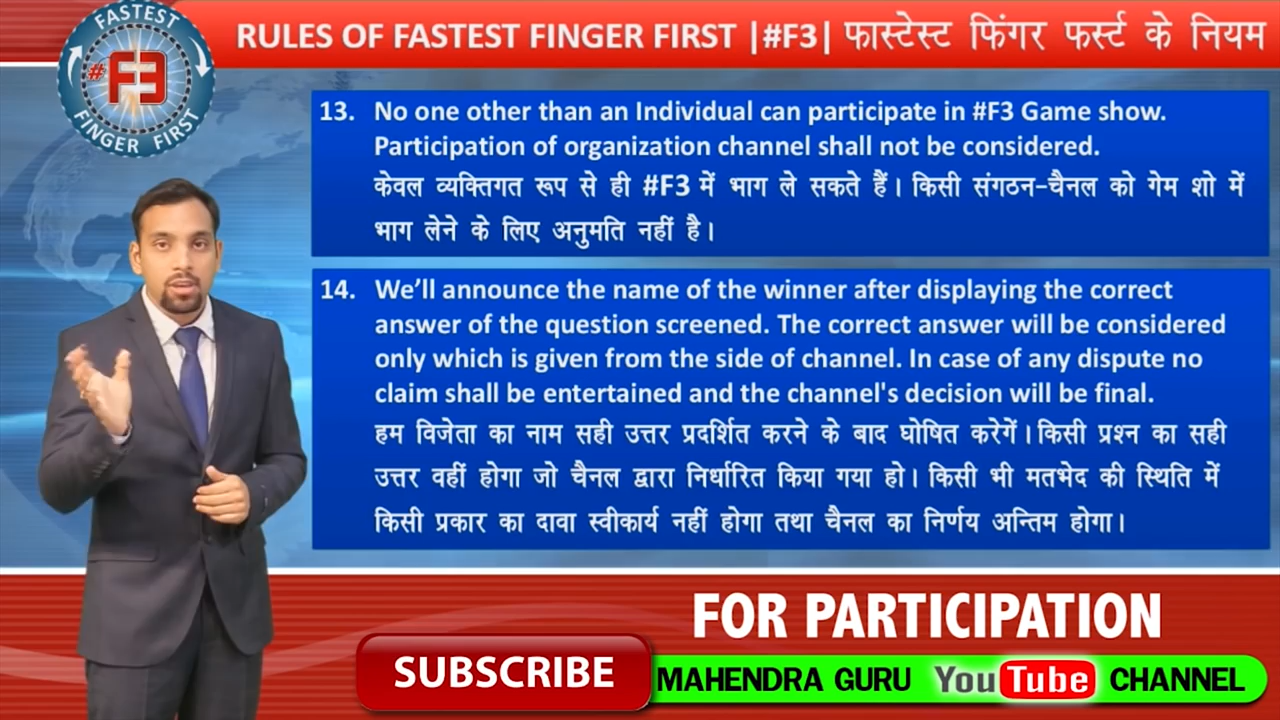 FASTEST
#F3
FINGER FIRST
RULES OF FASTEST FINGER FIRST |#F3| फास्टेस्ट फिंगर फर्स्ट के नियम
13. No one other than an Individual can participate in #F3 Game show.
Participation of organization channel shall not be considered.
केवल व्यक्तिगत रूप से ही #F3 में भाग ले सकते हैं। किसी संगठन-चैनल को गेम शो में
भाग लेने के लिए अनुमति नहीं है।
14. We'll announce the name of the winner after displaying the correct
answer of the question screened. The correct answer will be considered
only which is given from the side of channel. In case of any dispute no
claim shall be entertained and the channel's decision will be final.
हम विजेता का नाम सही उत्तर प्रदर्शित करने के बाद घोषित करेगें। किसी प्रश्न का सही
उत्तर वहीं होगा जो चैनल द्वारा निर्धारित किया गया हो। किसी भी मतभेद की स्थिति में
किसी प्रकार का दावा स्वीकार्य नहीं होगा तथा चैनल का निर्णय अन्तिम होगा।
FOR PARTICIPATION
SUBSCRIBE
MAHENDRA GURU YouTube CHANNEL